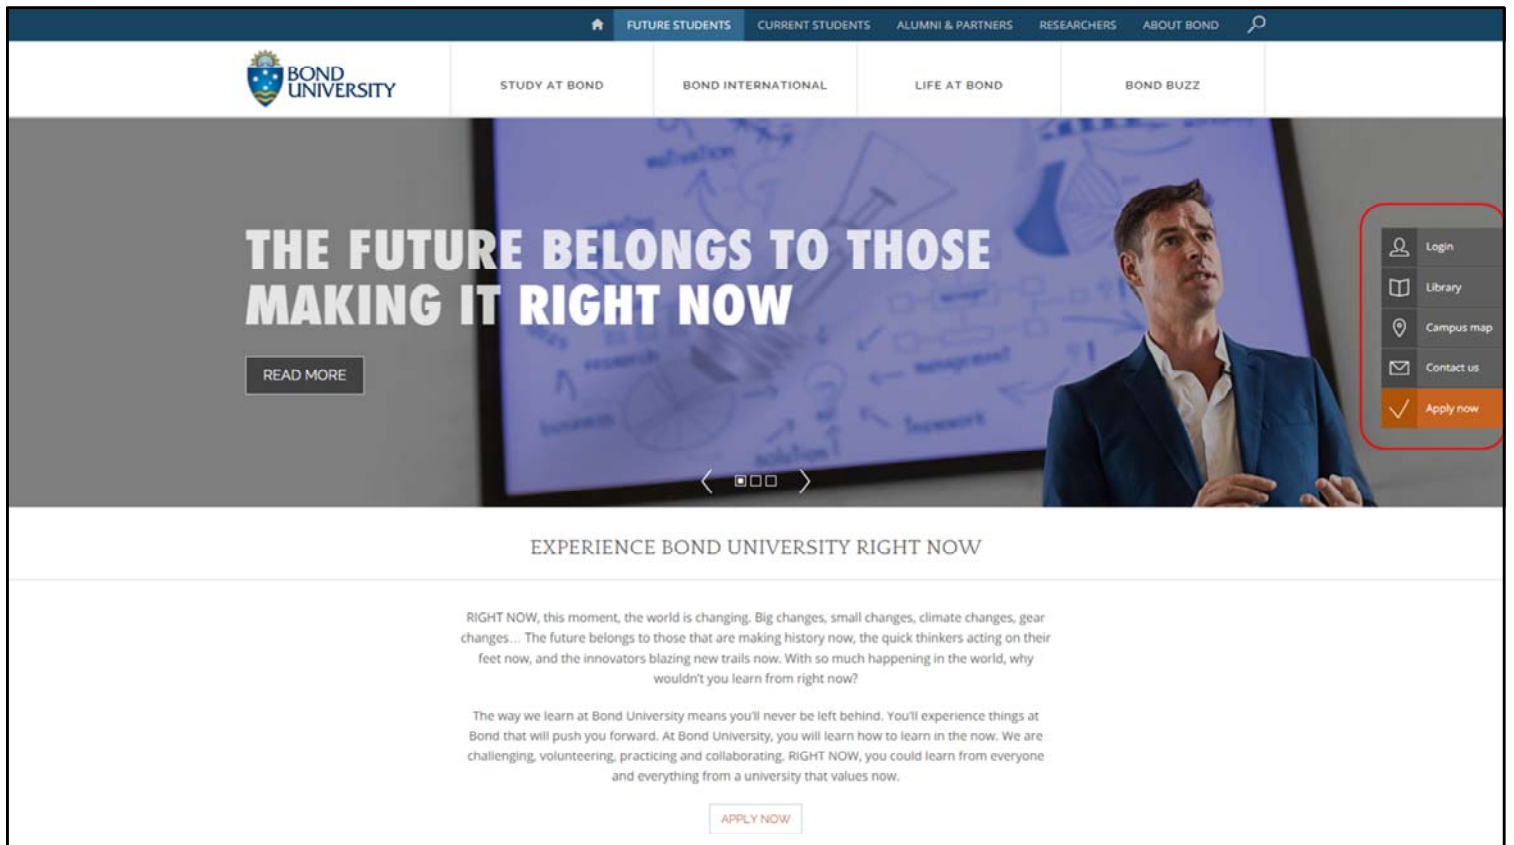 FUTURE STUDENTS CURRENT STUDENTS ALUMNI & PARTNERS RESEARCHERS ABOUT BOND
BOND
UNIVERSITY
STUDY AT BOND BOND INTERNATIONAL LIFE AT BOND BOND BUZZ
motivation
THE FUTURE BELONGS TO THOSE
MAKING IT RIGHT NOW
READ MORE
research
management
business
Teamwork
solution
Login
Library
Campus map
Contact us
Apply now
EXPERIENCE BOND UNIVERSITY RIGHT NOW
RIGHT NOW, this moment, the world is changing. Big changes, small changes, climate changes, gear
changes... The future belongs to those that are making history now, the quick thinkers acting on their
feet now, and the innovators blazing new trails now. With so much happening in the world, why
wouldn't you learn from right now?
The way we learn at Bond University means you'll never be left behind. You'll experience things at
Bond that will push you forward. At Bond University, you will learn how to learn in the now. We are
challenging, volunteering, practicing and collaborating. RIGHT NOW, you could learn from everyone
and everything from a university that values now.
APPLY NOW